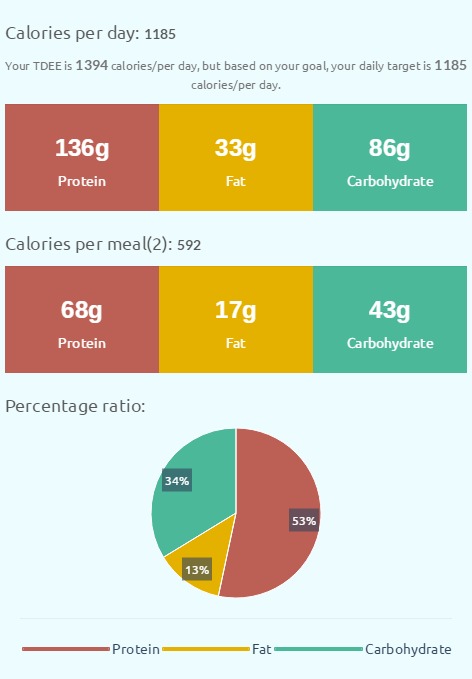 Calories per day: 1185
Your TDEE is 1394 calories/per day, but based on your goal, your daily target is 1185
calories/per day.
136g 33g 86g
Protein Fat Carbohydrate
Calories per meal(2): 592
68g 17g 43g
Protein Fat Carbohydrate
Percentage ratio:
34%
53%
13%
Protein Fat Carbohydrate